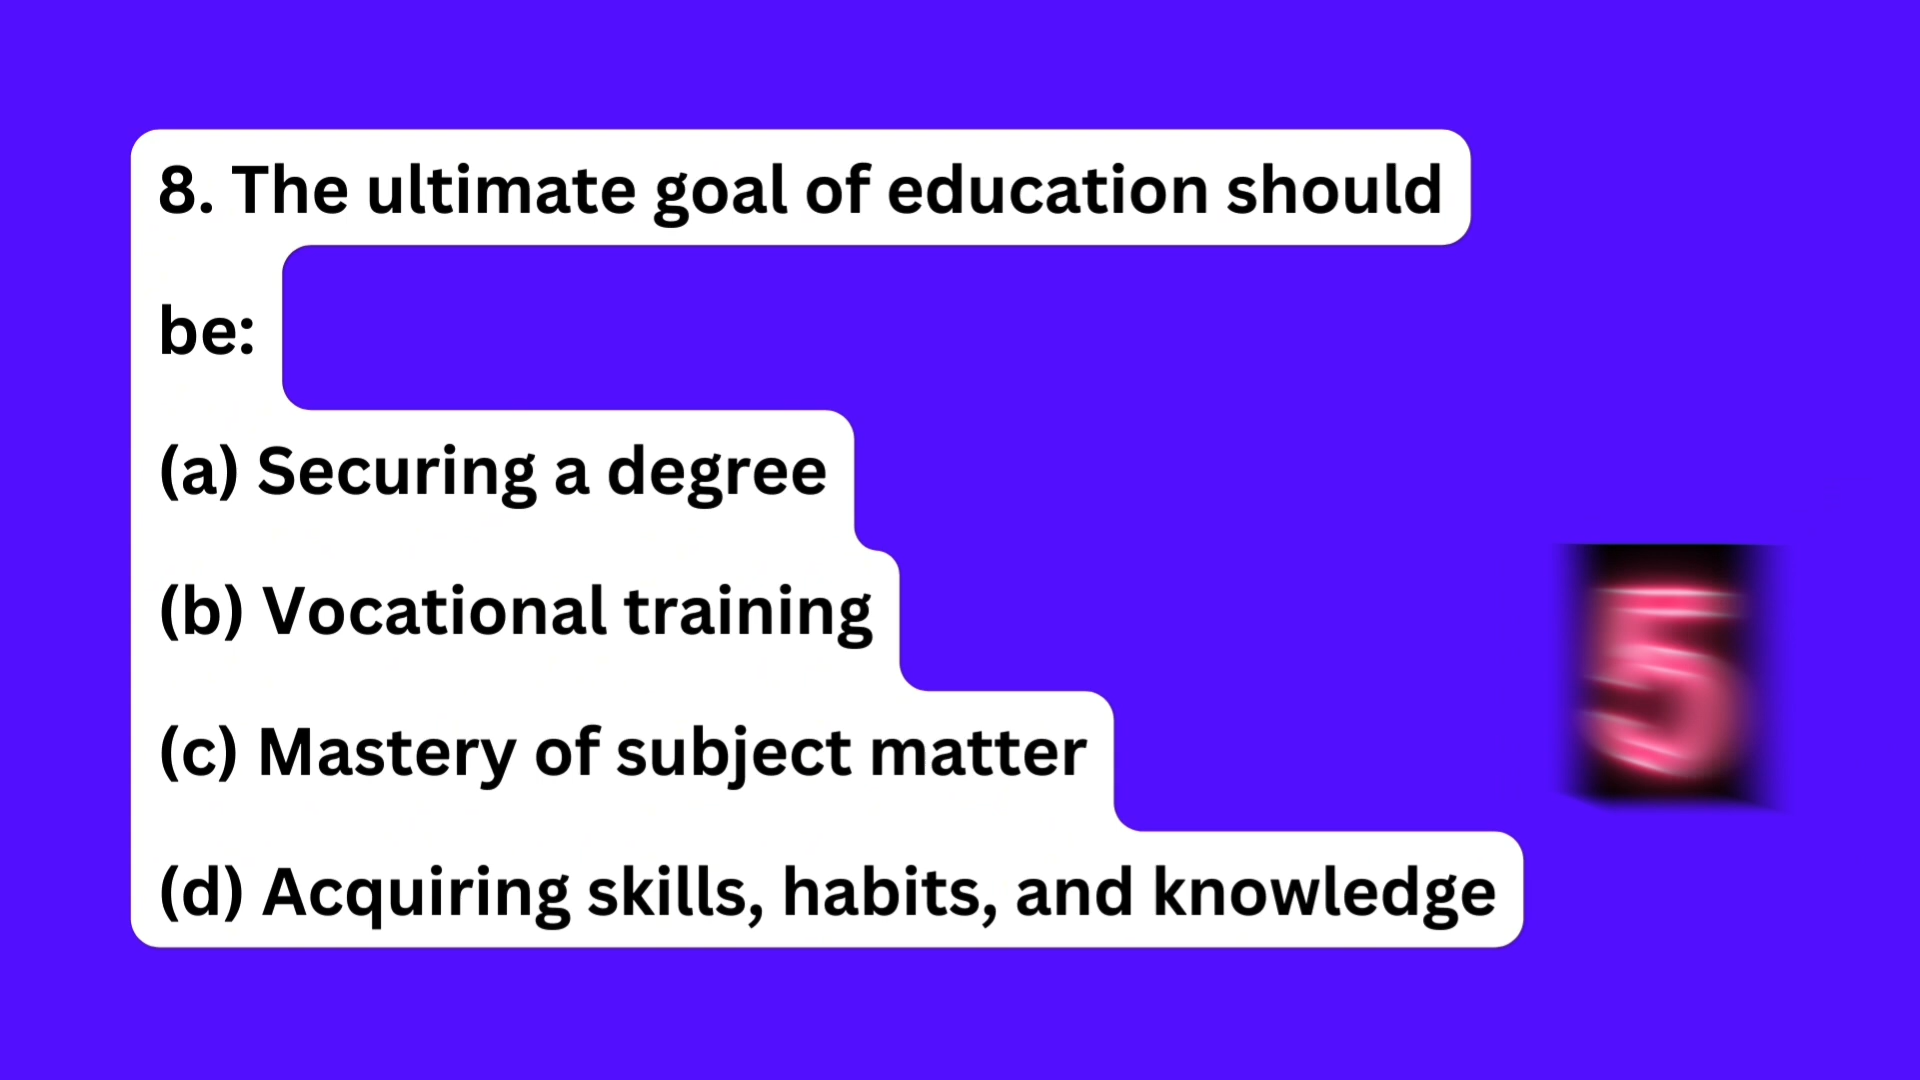 8. The ultimate goal of education should
be:
(a) Securing a degree
(b) Vocational training
(c) Mastery of subject matter
(d) Acquiring skills, habits, and knowledge
5